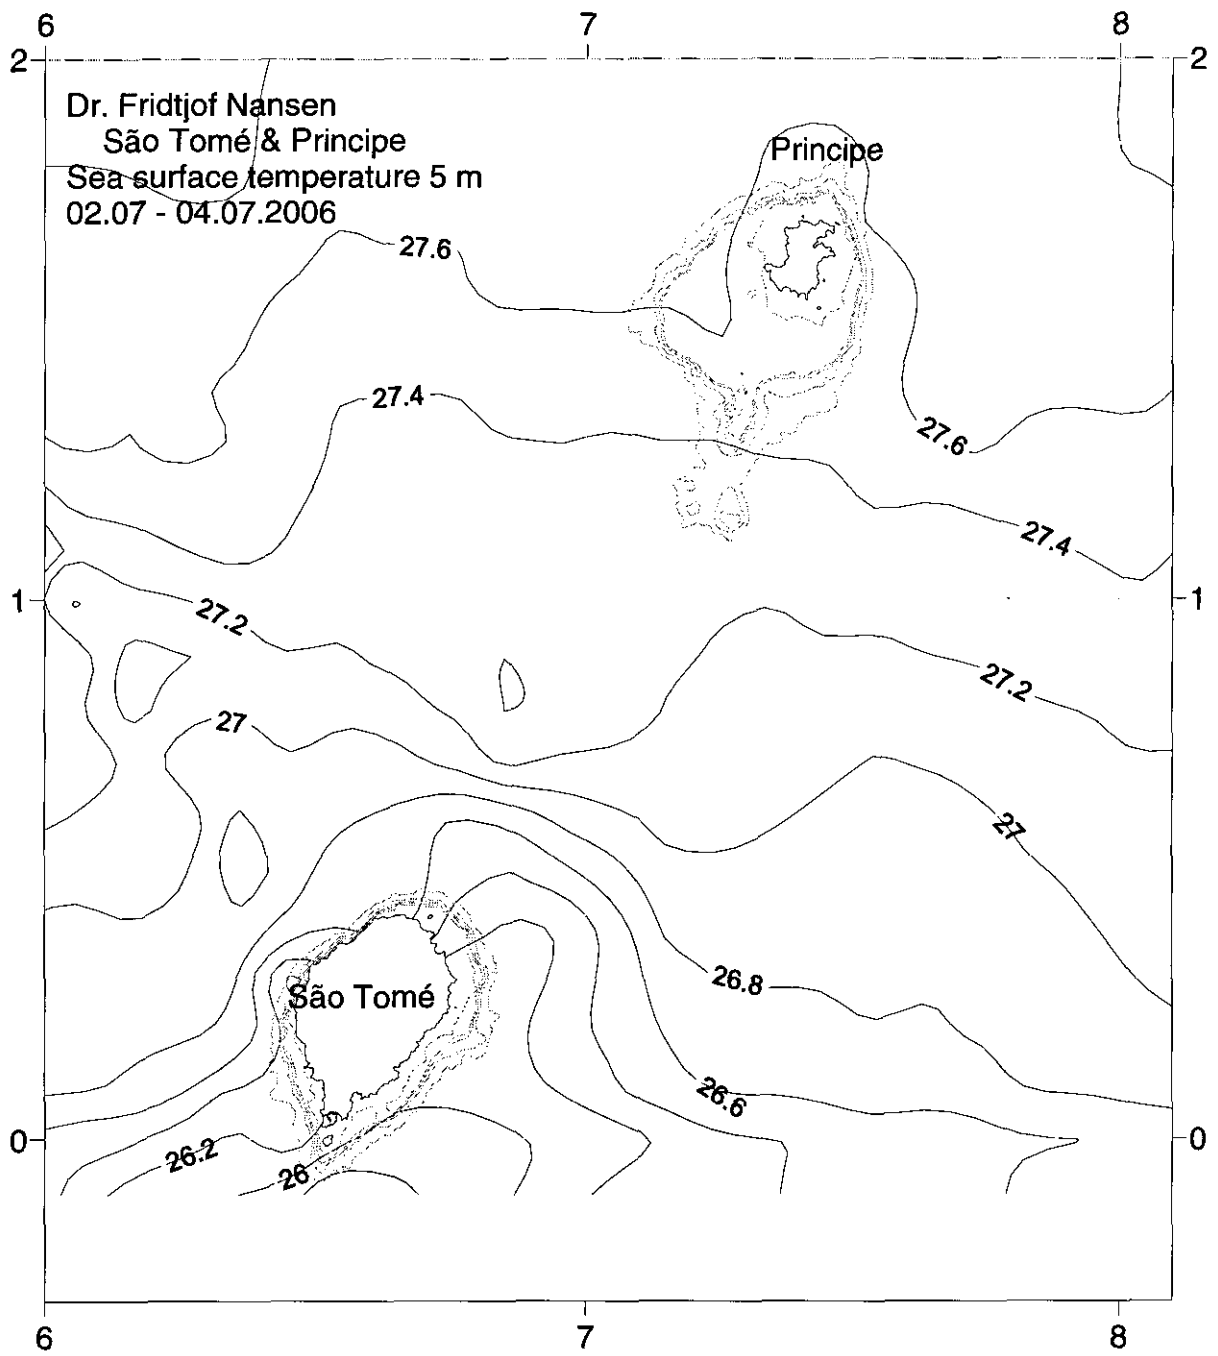 6 7 8
2 2
Dr. Fridtjof Nansen
São Tomé & Principe
Sea surface temperature 5 m
02.07 - 04.07.2006
Principe
27.6
27.4
27.6
27.4
1 1
27.2
27.2
27
27
26.8
São Tomé
26.6
0 0
26.2
26
6 7 8